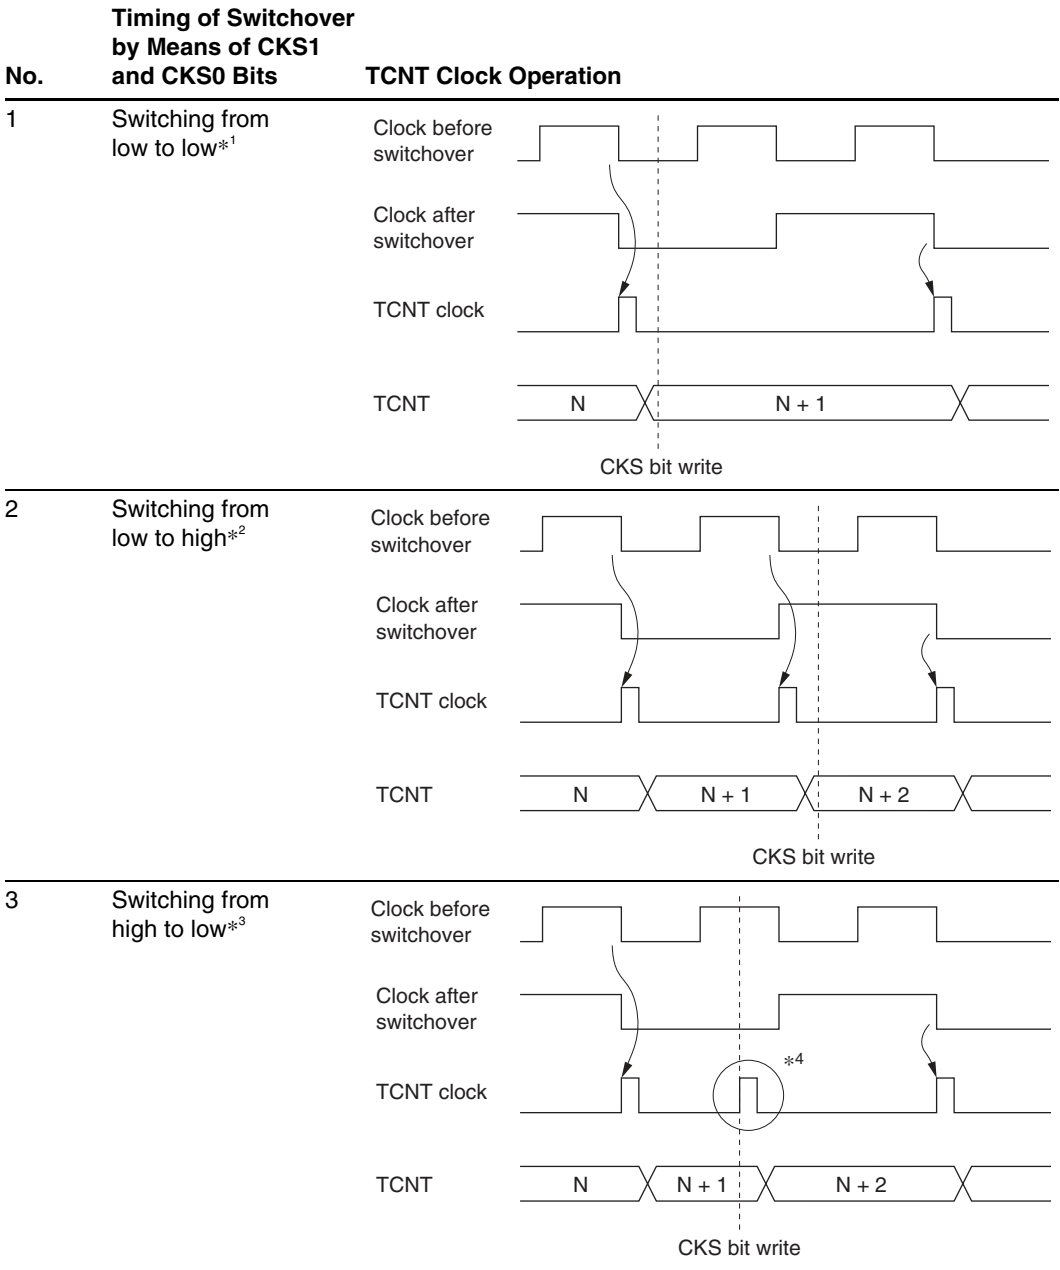 No. Timing of Switchover by Means of CKS1 and CKS0 Bits TCNT Clock Operation
1 Switching from low to low*1
Clock before switchover
Clock after switchover
TCNT clock
TCNT N N + 1
CKS bit write
2 Switching from low to high*2
Clock before switchover
Clock after switchover
TCNT clock
TCNT N N + 1 N + 2
CKS bit write
3 Switching from high to low*3
Clock before switchover
Clock after switchover
*4
TCNT clock
TCNT N N + 1 N + 2
CKS bit write